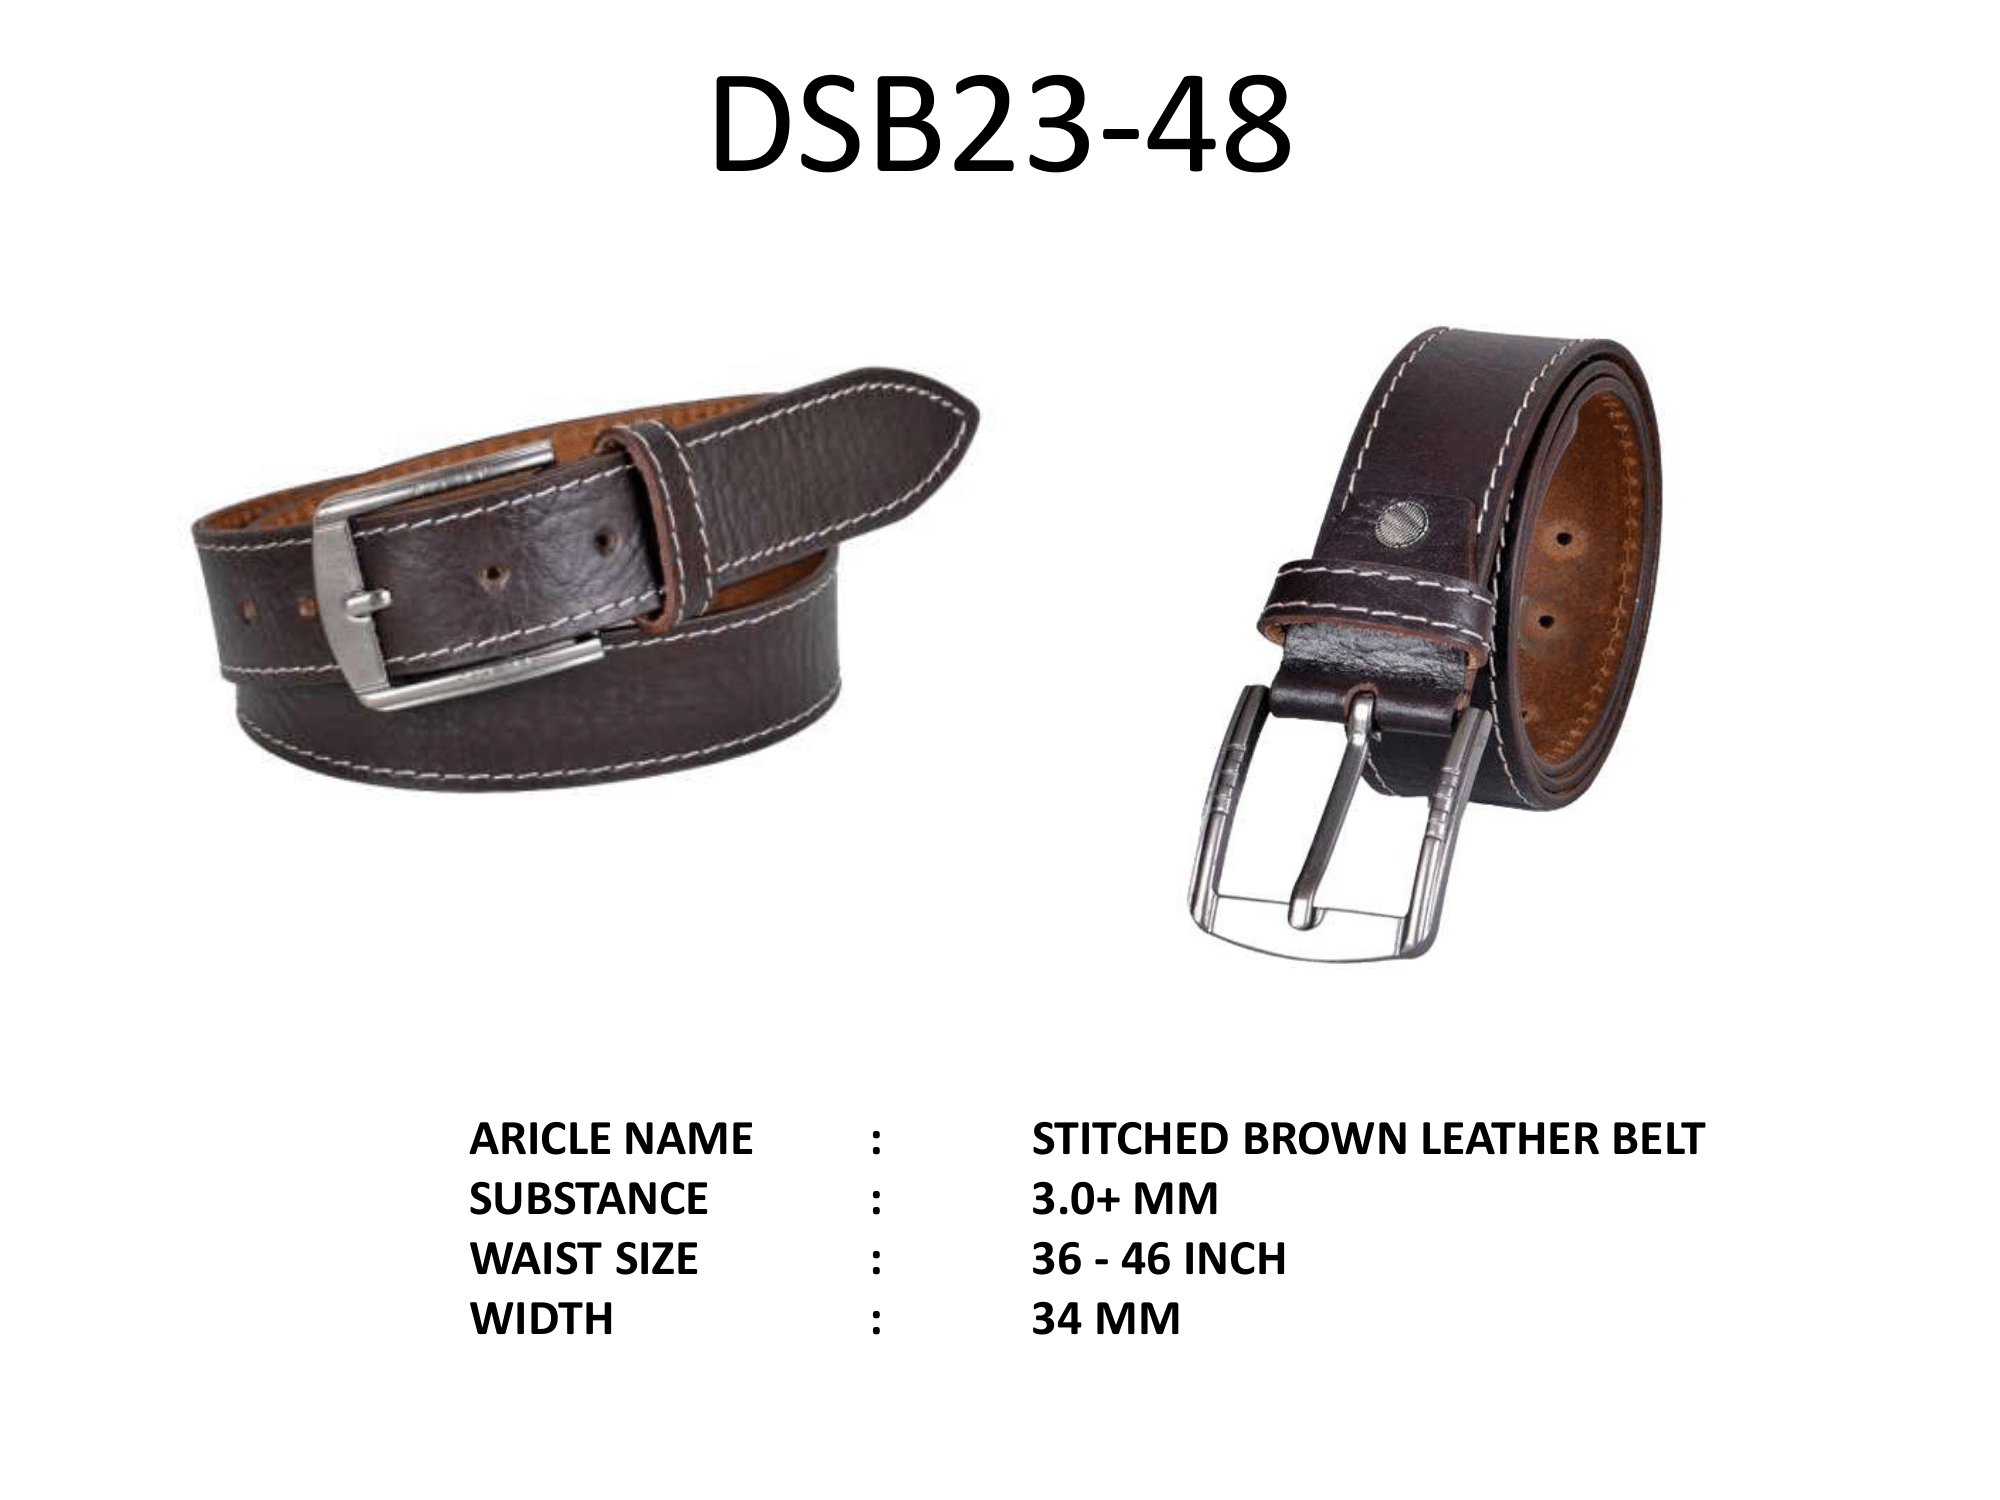 DSB23-48
ARICLE NAME : STITCHED BROWN LEATHER BELT
SUBSTANCE : 3.0+ MM
WAIST SIZE : 36 - 46 INCH
WIDTH : 34 MM